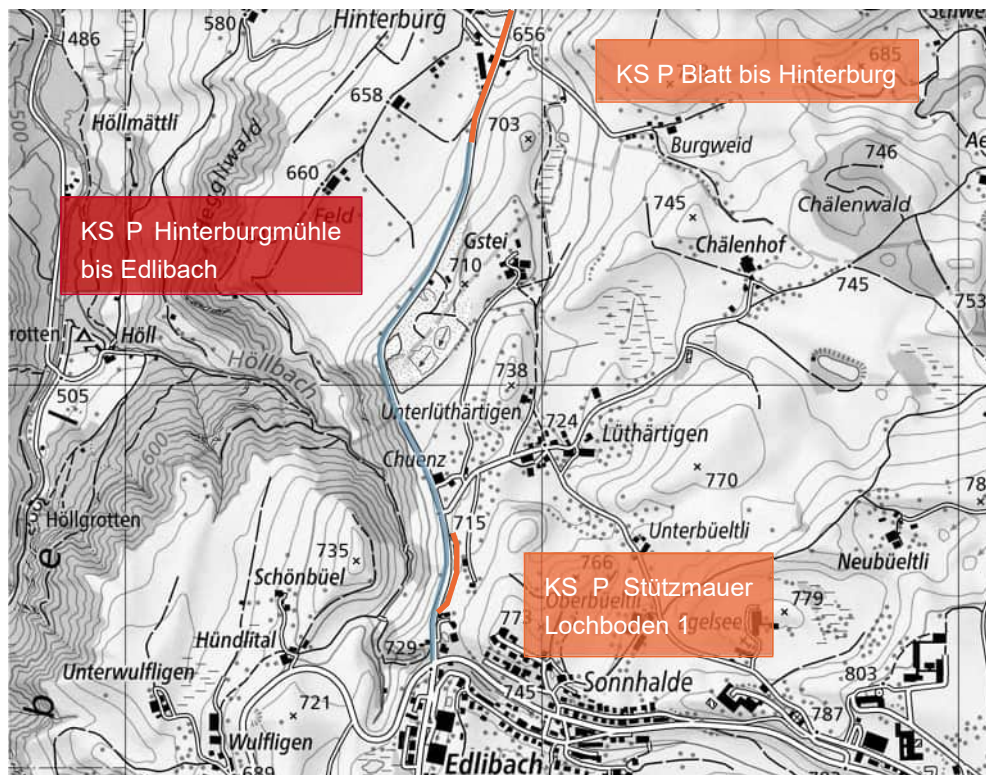 486
580
Hinterburg
656
KS P Blatt bis Hinterburg
685
Höllmättli
658
703
Burgweid
746
660
Chälenwald
KS P Hinterburgmühle
bis Edlibach
Feld
745
Gstei
710
Chälenhof
745
753
Höll
Höllbach
505
738
600
Unterlüthärtigen
724
Lüthärtigen
Chuenz
770
Höllgrotten
715
Unterbüeltli
735
Schönbüel
Neubüeltli
KS P Stützmauer
Lochboden 1
766
779
773
Hündlital
729
Unterwulfligen
745
Sonnhalde
803
721
787
Wulfligen
Edlibach